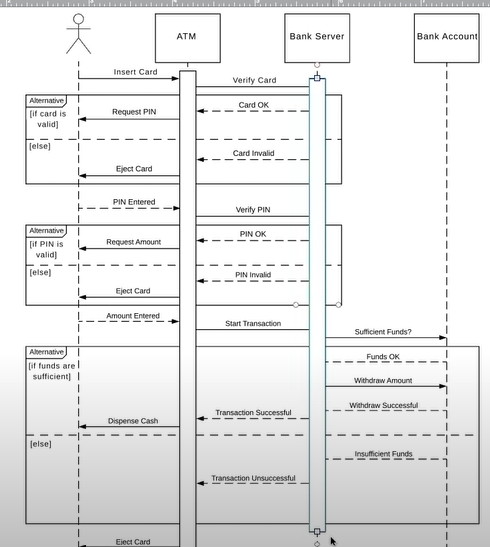 ATM
Bank Server
Bank Account
Insert Card
Verify Card
Alternative
[if card is
valid]
Card OK
Request PIN
[else]
Card Invalid
Eject Card
PIN Entered
Verify PIN
Alternative
[if PIN is
valid]
PIN OK
Request Amount
[else]
PIN Invalid
Eject Card
Amount Entered
Start Transaction
Sufficient Funds?
Alternative
[if funds are
sufficient]
Funds OK
Withdraw Amount
Withdraw Successful
Transaction Successful
Dispense Cash
[else]
Insufficient Funds
Transaction Unsuccessful
Eject Card